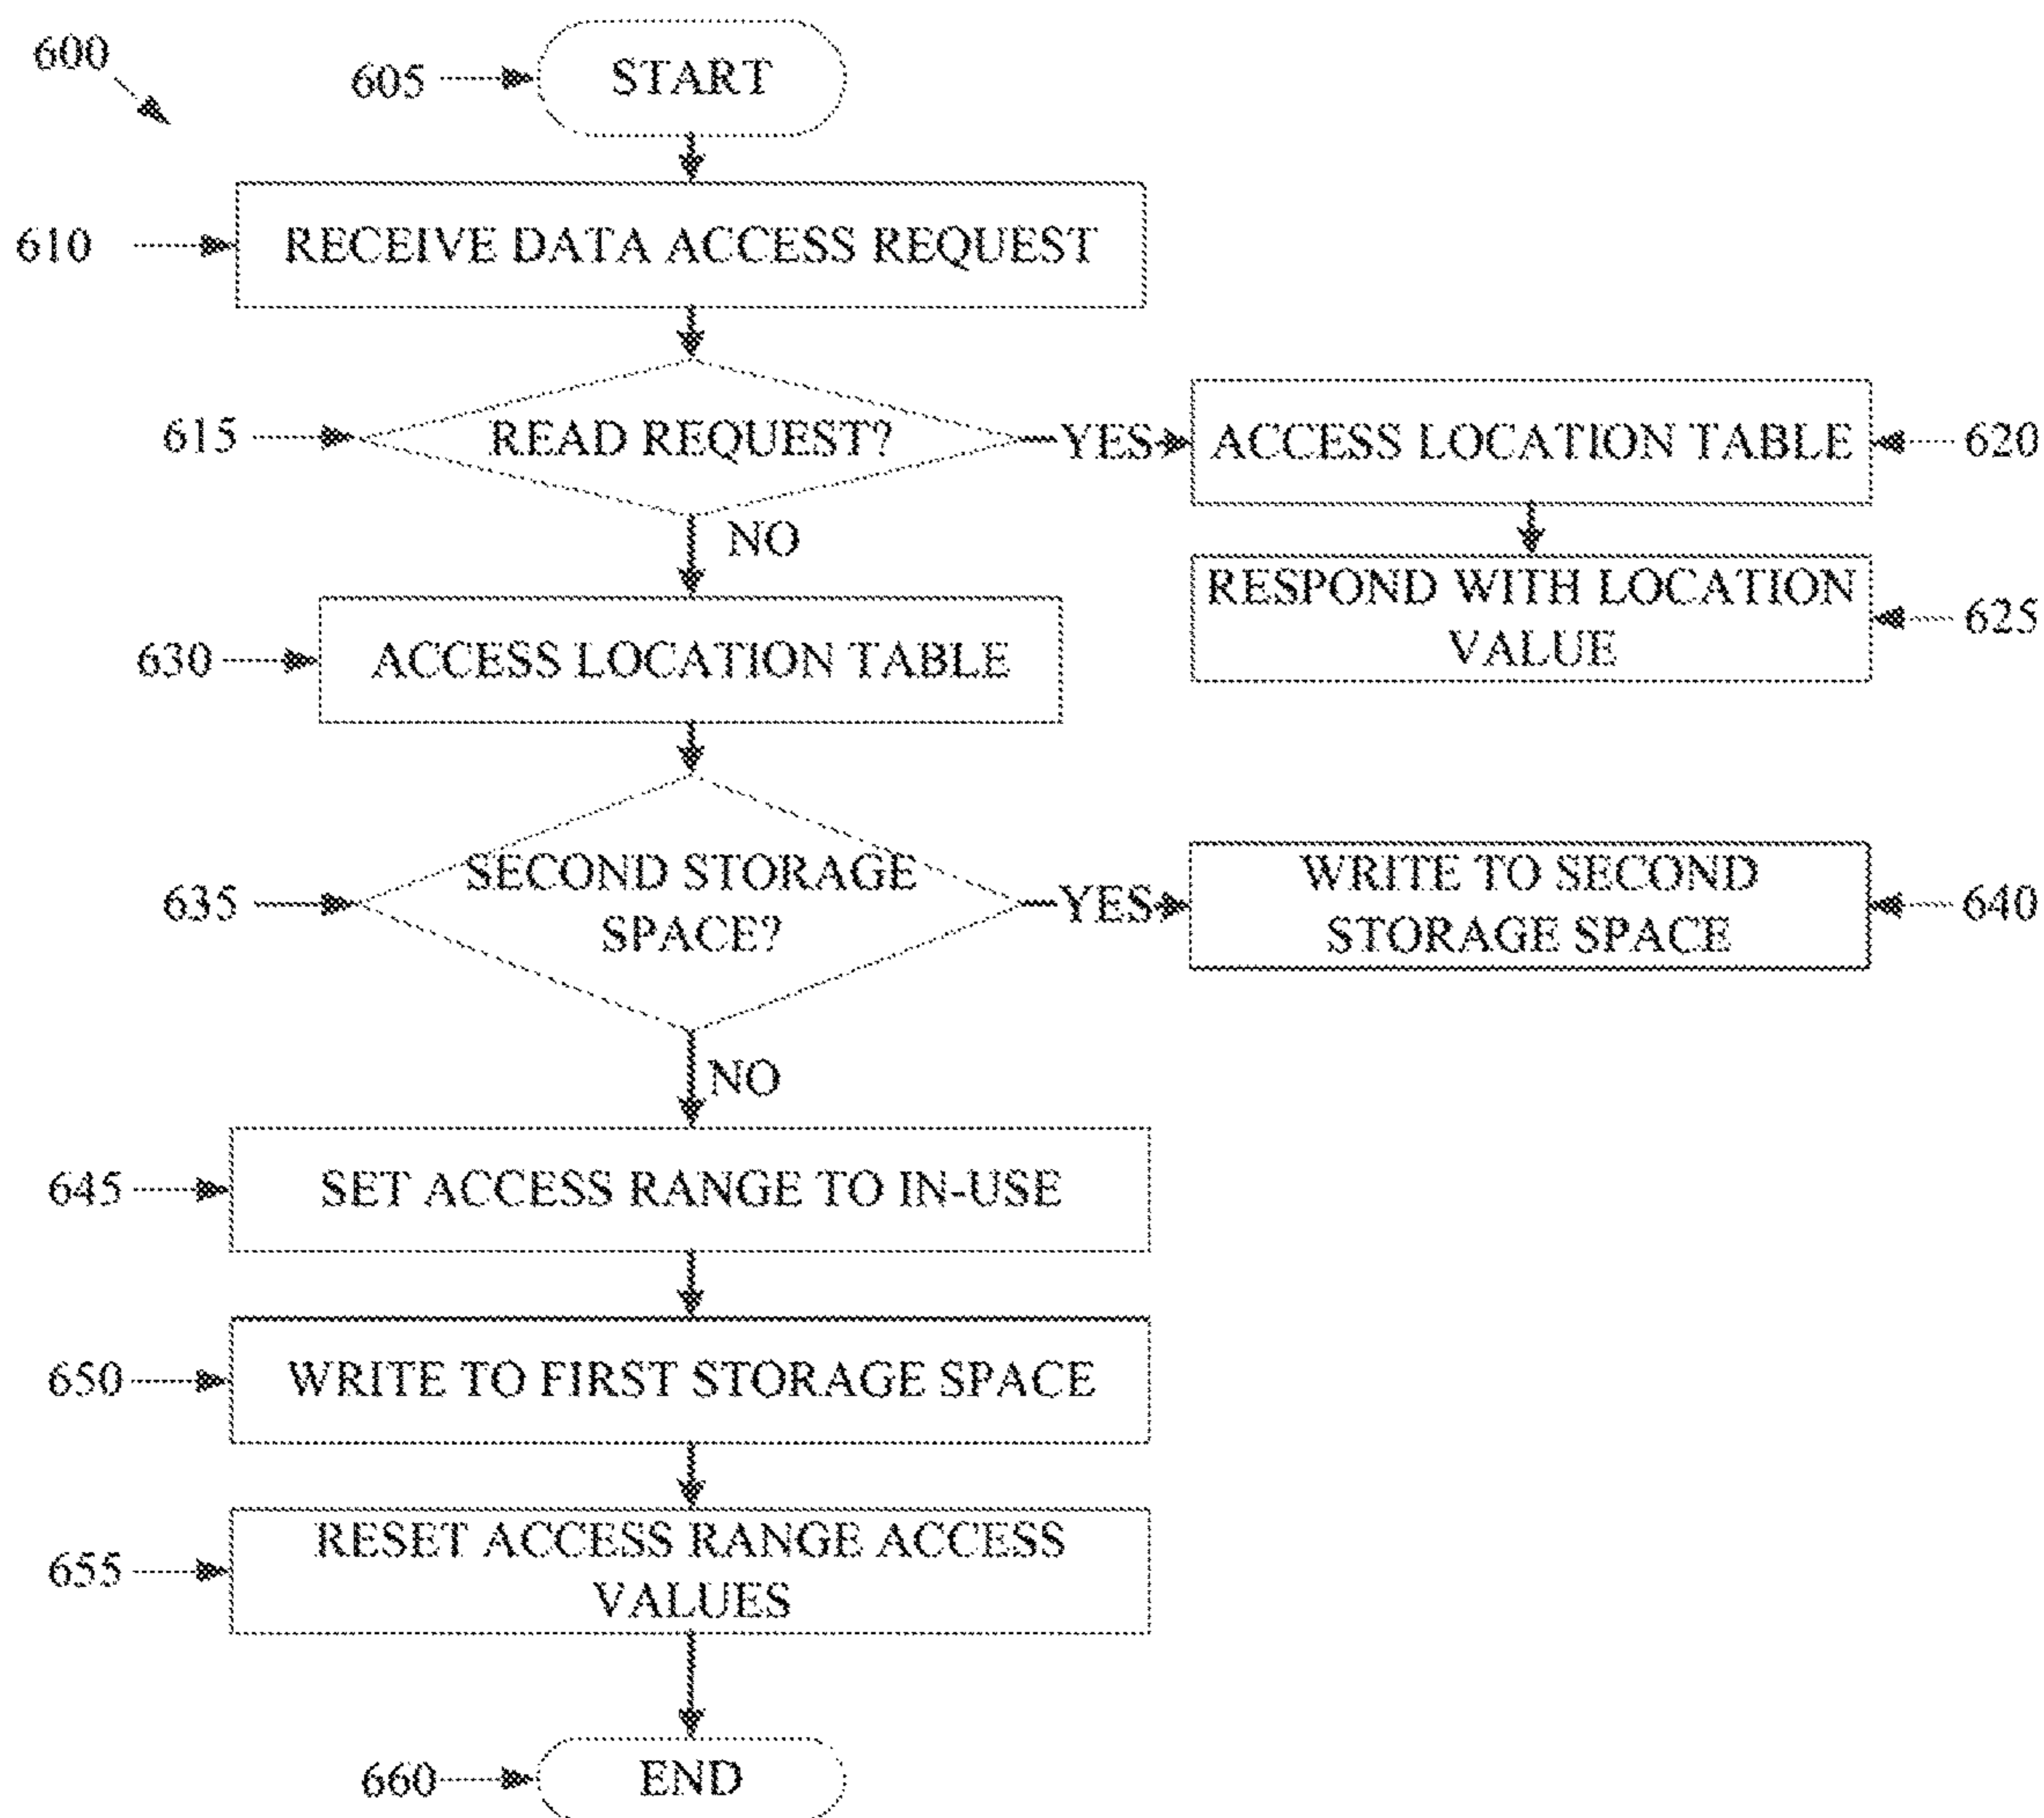 600
605
START
610
RECEIVE DATA ACCESS REQUEST
615
READ REQUEST?
YES
ACCESS LOCATION TABLE
620
NO
RESPOND WITH LOCATION
VALUE
625
630
ACCESS LOCATION TABLE
635
SECOND STORAGE
SPACE?
YES
WRITE TO SECOND
STORAGE SPACE
640
NO
645
SET ACCESS RANGE TO IN-USE
650
WRITE TO FIRST STORAGE SPACE
655
RESET ACCESS RANGE ACCESS
VALUES
660
END